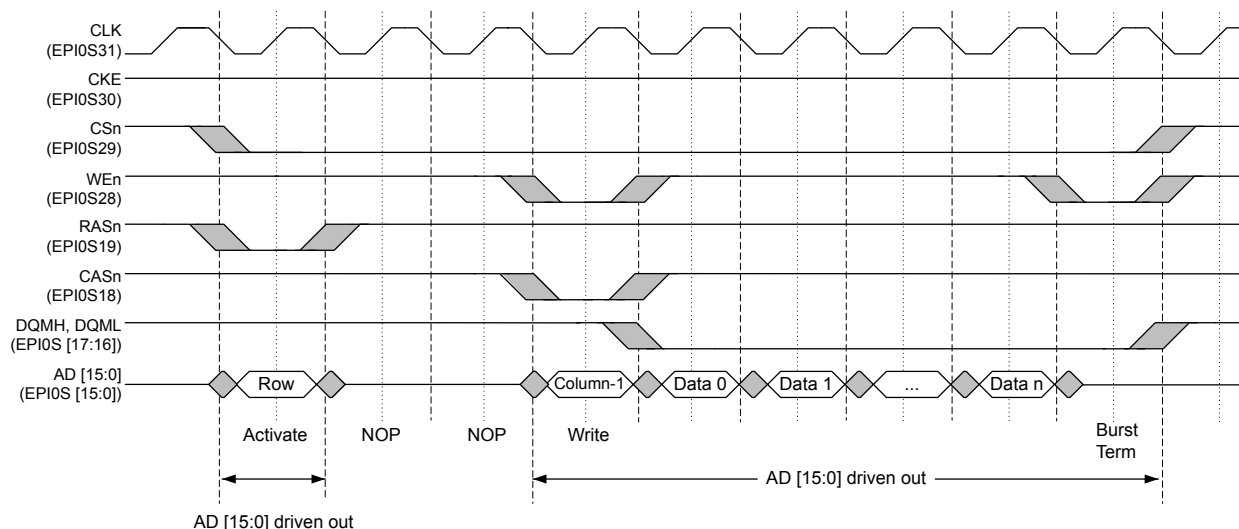 CLK
(EPI0S31)
CKE
(EPI0S30)
CSn
(EPI0S29)
WEn
(EPI0S28)
RASn
(EPI0S19)
CASn
(EPI0S18)
DQMH, DQML
(EPI0S [17:16])
AD [15:0]
(EPI0S [15:0])
Row
Column-1
Data 0
Data 1
...
Data n
Activate
NOP
NOP
Write
Burst
Term
AD [15:0] driven out
AD [15:0] driven out